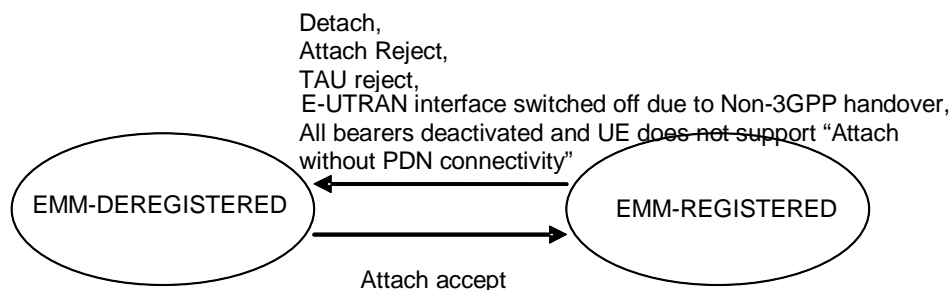 Detach,
Attach Reject,
TAU reject,
E-UTRAN interface switched off due to Non-3GPP handover,
All bearers deactivated and UE does not support “Attach
without PDN connectivity”
EMM-DEREGISTERED
EMM-REGISTERED
Attach accept